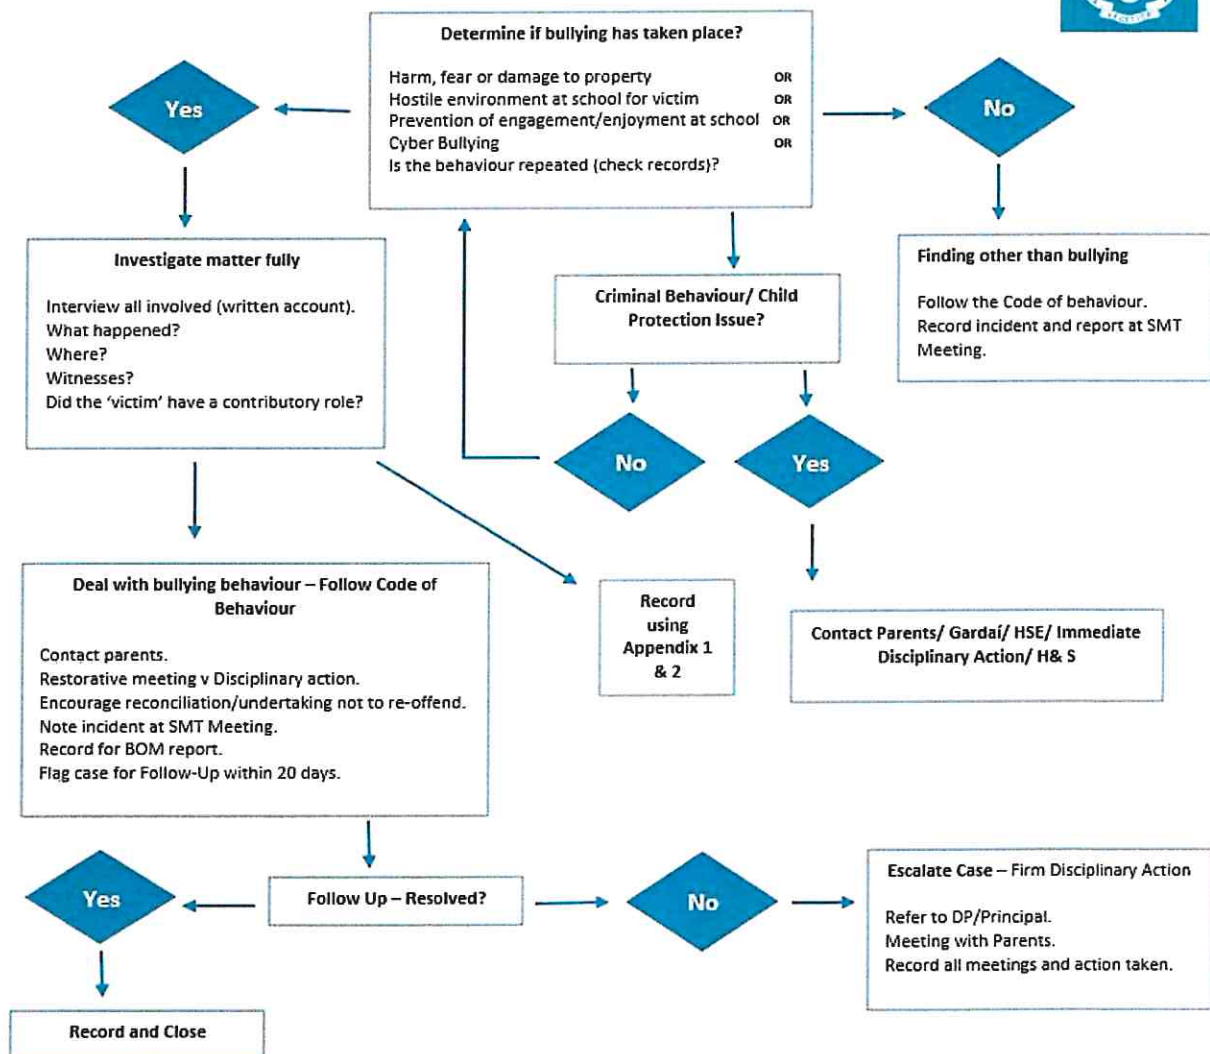 Determine if bullying has taken place?
Harm, fear or damage to property OR
Hostile environment at school for victim OR
Prevention of engagement/enjoyment at school OR
Cyber Bullying OR
Is the behaviour repeated (check records)?
Yes
No
Investigate matter fully
Interview all involved (written account).
What happened?
Where?
Witnesses?
Did the ‘victim’ have a contributory role?
Criminal Behaviour/ Child
Protection Issue?
Finding other than bullying
Follow the Code of behaviour.
Record incident and report at SMT
Meeting.
No
Yes
Deal with bullying behaviour – Follow Code of
Behaviour
Contact parents.
Restorative meeting v Disciplinary action.
Encourage reconciliation/undertaking not to re-offend.
Note incident at SMT Meeting.
Record for BOM report.
Flag case for Follow-Up within 20 days.
Record
using
Appendix 1
& 2
Contact Parents/ Gardaí/ HSE/ Immediate
Disciplinary Action/ H& S
Yes
Follow Up – Resolved?
No
Escalate Case – Firm Disciplinary Action
Refer to DP/Principal.
Meeting with Parents.
Record all meetings and action taken.
Record and Close